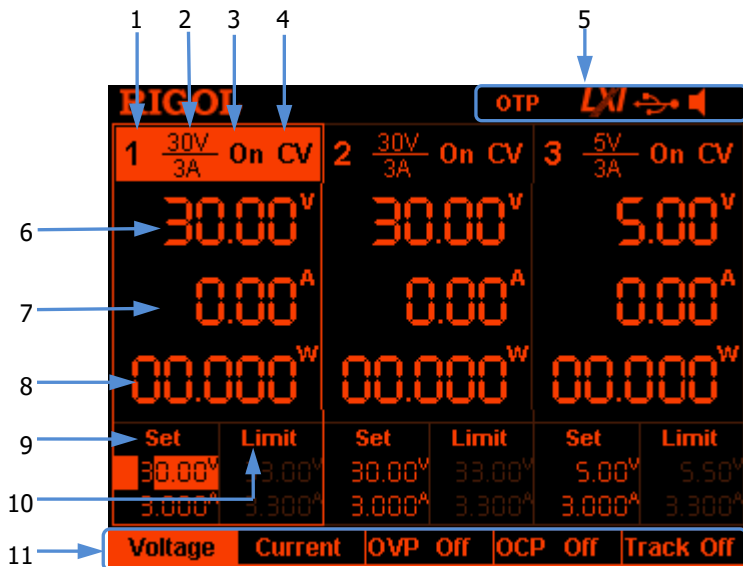 1 2 3 4 5
RIGOL OTP LXI
1 30V/3A On CV 2 30V/3A On CV 3 5V/3A On CV
6 30.00V 30.00V 5.00V
7 0.00A 0.00A 0.00A
8 00.000W 00.000W 00.000W
9 Set Limit Set Limit Set Limit
30.00V 33.00V 30.00V 33.00V 5.00V 5.50V
10 3.000A 3.300A 3.000A 3.300A 3.000A 3.300A
11 Voltage Current OVP Off OCP Off Track Off